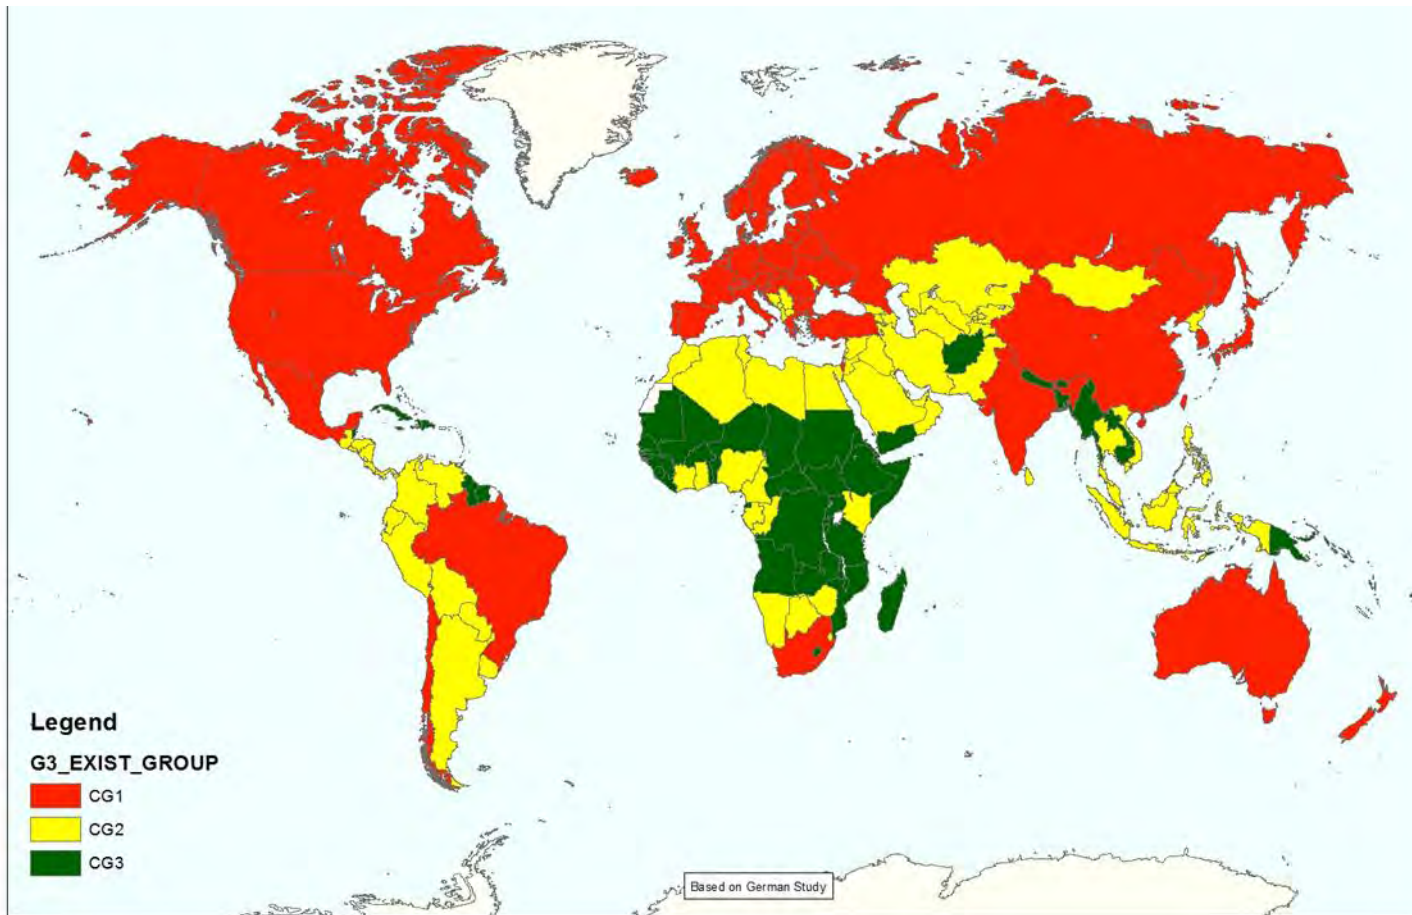 Legend
G3_EXIST_GROUP
CG1
CG2
CG3
Based on German Study